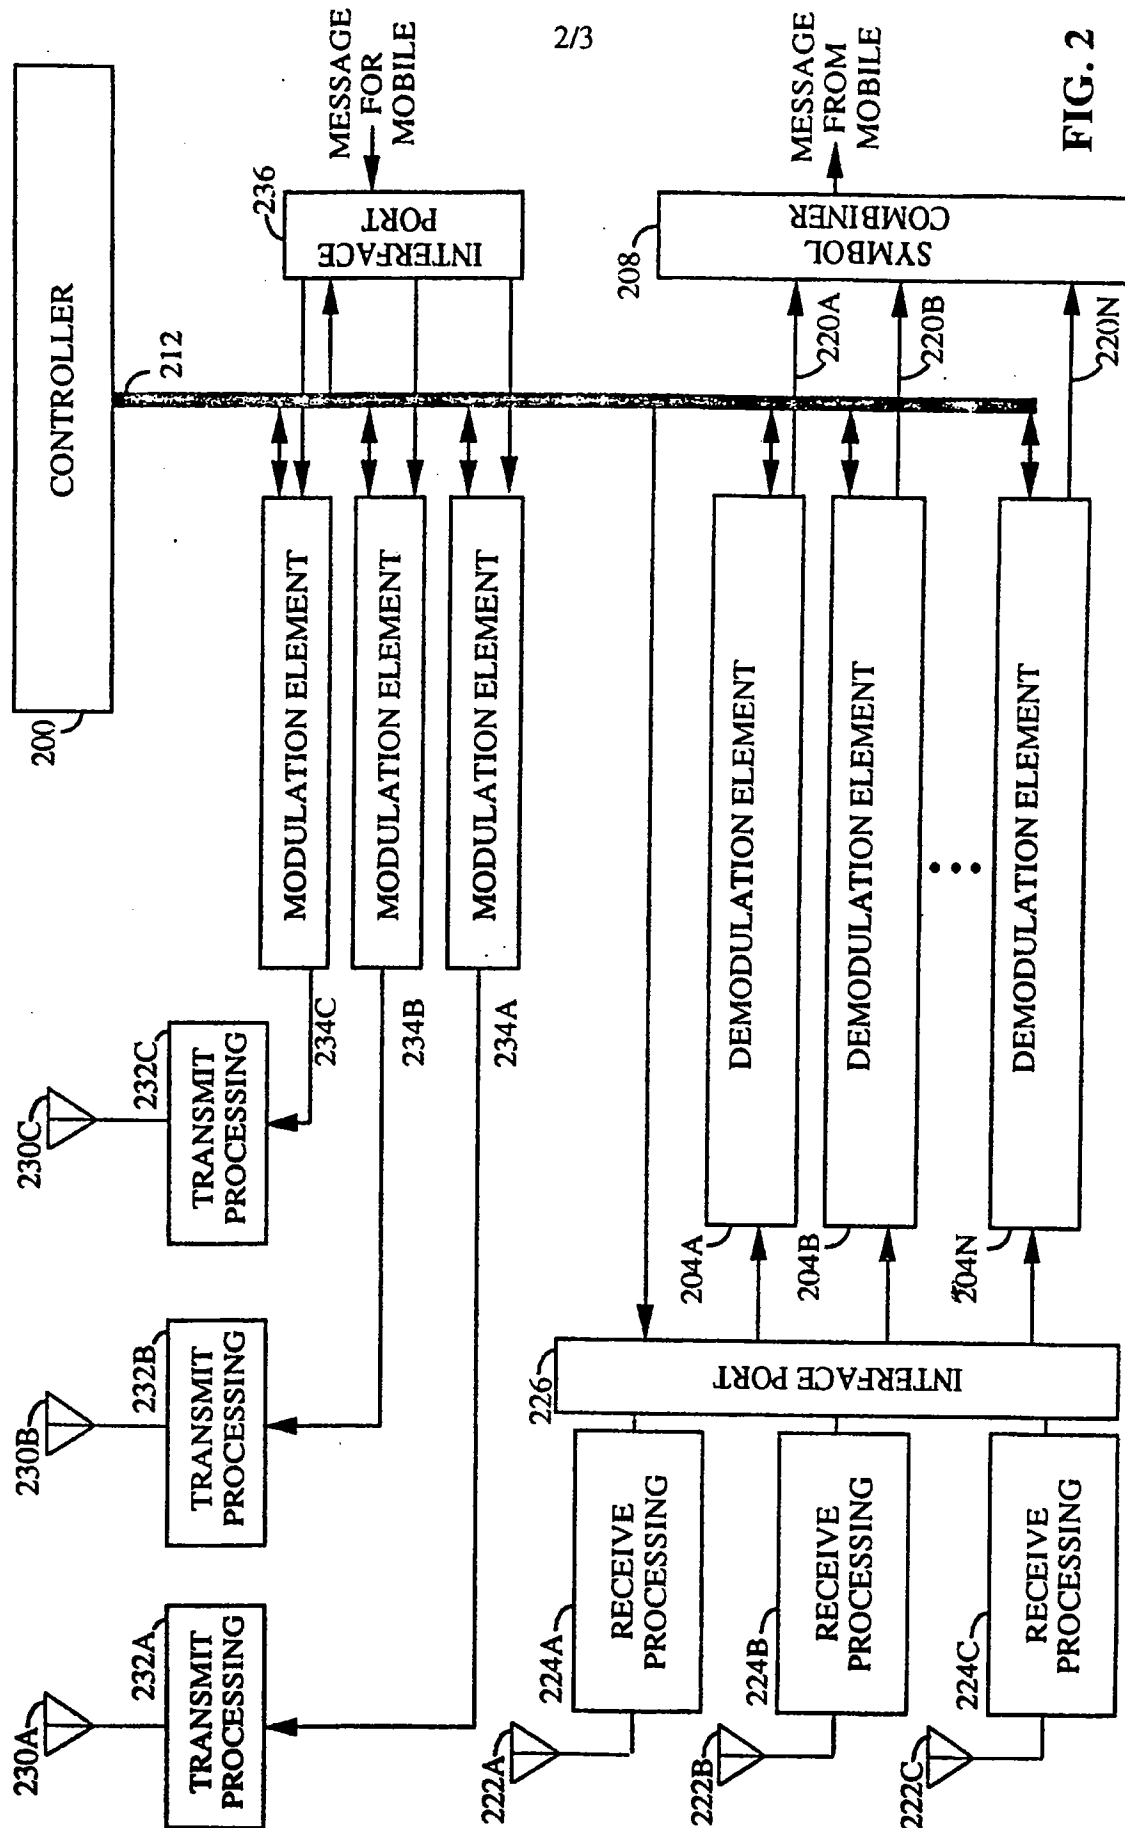 2/3
CONTROLLER
200
212
MESSAGE
FOR
MOBILE
236
INTERFACE
PORT
MODULATION ELEMENT
MODULATION ELEMENT
MODULATION ELEMENT
234C
234B
234A
230C
232C
TRANSMIT
PROCESSING
230B
232B
TRANSMIT
PROCESSING
230A
232A
TRANSMIT
PROCESSING
MESSAGE
FROM
MOBILE
208
SYMBOL
COMBINER
220A
220B
220N
DEMODULATION ELEMENT
204A
DEMODULATION ELEMENT
204B
•••
DEMODULATION ELEMENT
204N
226
INTERFACE PORT
224A
RECEIVE
PROCESSING
222A
224B
RECEIVE
PROCESSING
222B
224C
RECEIVE
PROCESSING
222C
FIG. 2